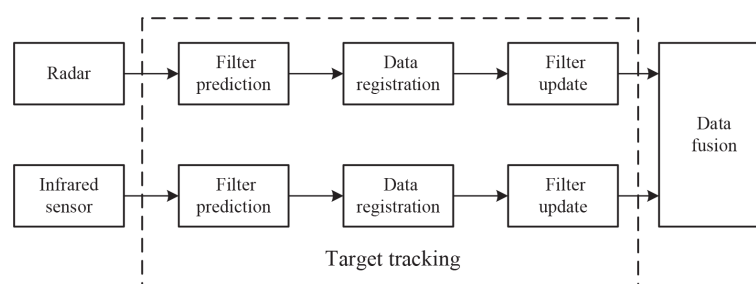 Radar
Filter
prediction
Data
registration
Filter
update
Data
fusion
Infrared
sensor
Filter
prediction
Data
registration
Filter
update
Target tracking